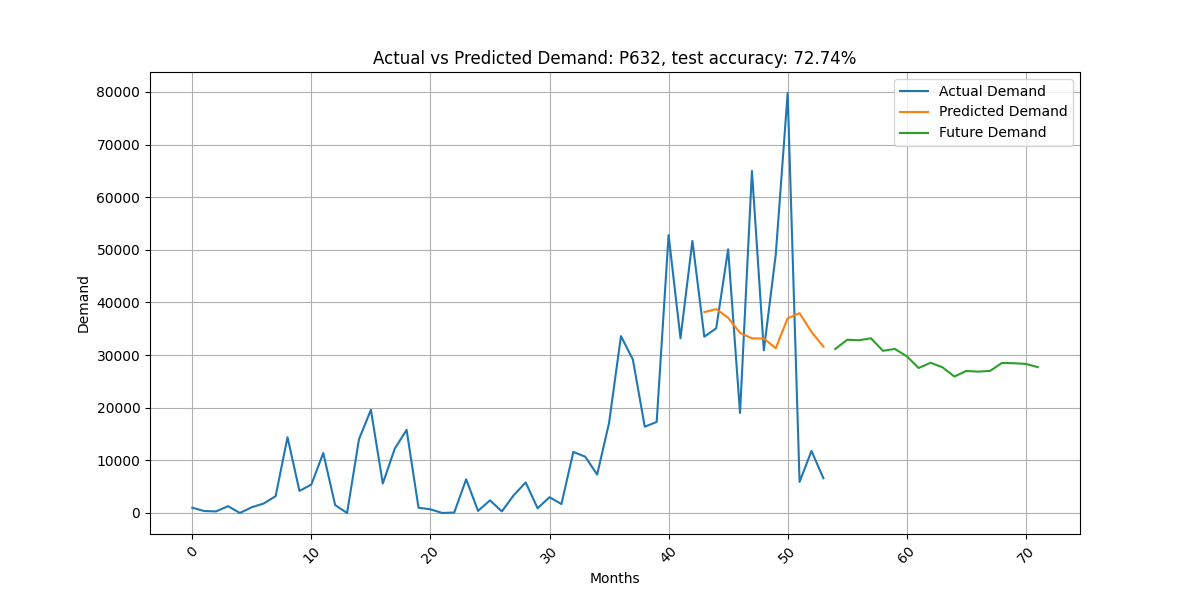 Actual vs Predicted Demand: P632, test accuracy: 72.74%
Actual Demand
Predicted Demand
Future Demand
80000
70000
60000
50000
40000
30000
20000
10000
0
Demand
0
10
20
30
40
50
60
70
Months